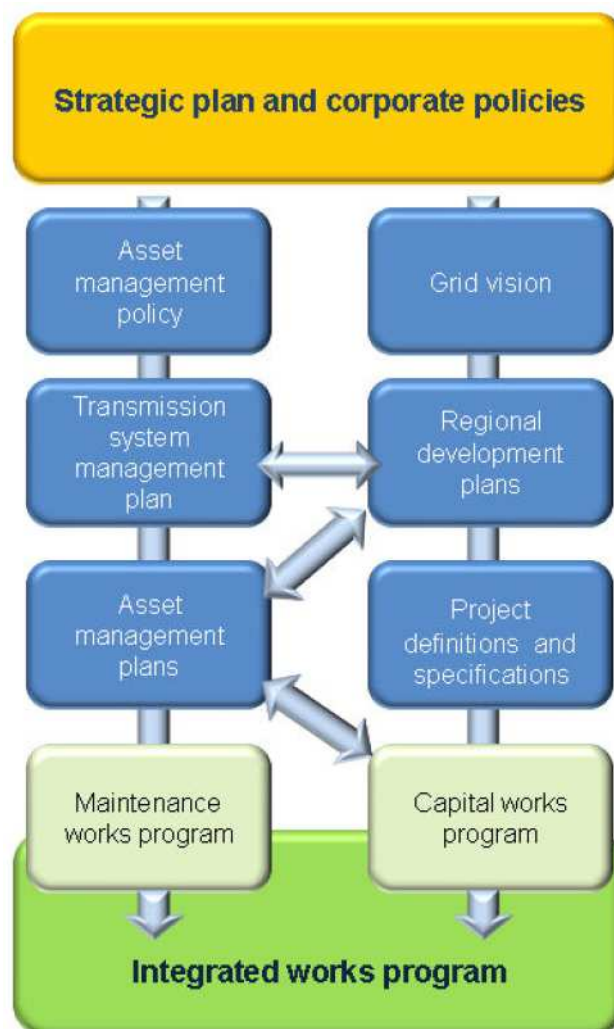 Strategic plan and corporate policies
Asset
management
policy
Grid vision
Transmission
system
management
plan
Regional
development
plans
Asset
management
plans
Project
definitions and
specifications
Maintenance
works program
Capital works
program
Integrated works program